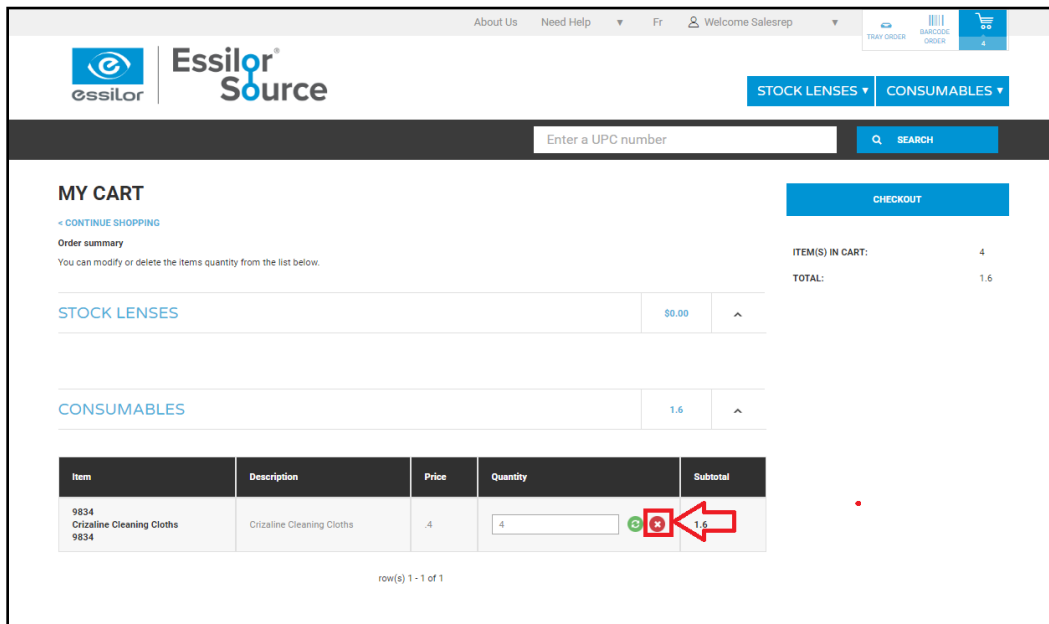 About Us Need Help ▼ Fr Welcome Salesrep ▼
TRAY ORDER
BARCODE
ORDER
4
essilor
Essilor®
Source
STOCK LENSES ▼ CONSUMABLES ▼
Enter a UPC number
SEARCH
MY CART
< CONTINUE SHOPPING
Order summary
You can modify or delete the items quantity from the list below.
CHECKOUT
ITEM(S) IN CART: 4
TOTAL: 1.6
STOCK LENSES $0.00
CONSUMABLES 1.6
Item Description Price Quantity Subtotal
9834
Crizaline Cleaning Cloths Crizaline Cleaning Cloths .4 4 1.6
9834
row(s) 1 - 1 of 1